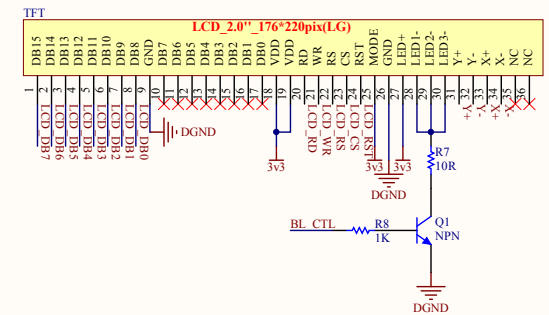 TFT
LCD_2.0"_176*220pix(LG)
DB15
DB14
DB13
DB12
DB11
DB10
DB9
DB8
GND
DB7
DB6
DB5
DB4
DB3
DB2
DB1
DB0
VDD
VDD
RD
WR
RS
CS
RST
MODE
GND
LED+
LED1-
LED2-
LED3-
Y+
Y-
X+
X-
NC
NC
1
2
3
4
5
6
7
8
9
10
11
12
13
14
15
16
17
18
19
20
21
22
23
24
25
26
27
28
29
30
31
32
33
34
35
36
LCD_DB7
LCD_DB6
LCD_DB5
LCD_DB4
LCD_DB3
LCD_DB2
LCD_DB1
LCD_DB0
DGND
3v3
LCD_RD
LCD_WR
LCD_RS
LCD_CS
LCD_RST
3v3
DGND
3v3
Y+
Y-
X+
X-
R7
10R
BL_CTL
R8
1K
Q1
NPN
DGND